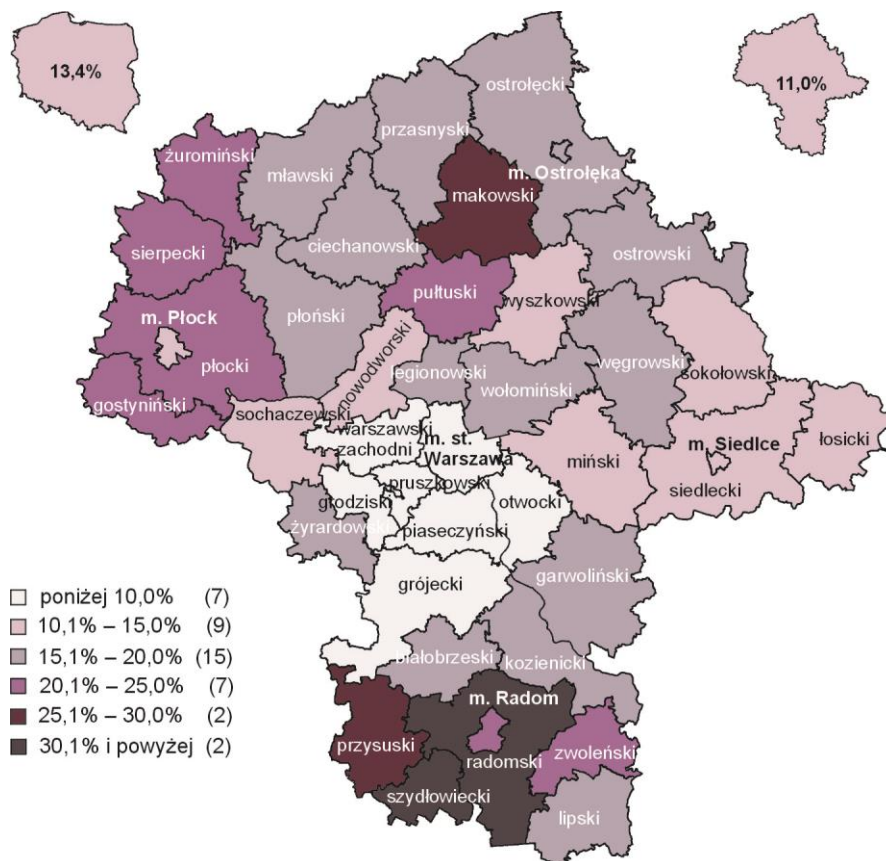 13,4%
11,0%
ostrołęcki
przasnyski
żuromiński
mławski
m. Ostrołęka
makowski
ciechanowski
sierpecki
ostrowski
pułtuski
wyszkowski
m. Płock
płoński
płocki
nowodworski
legionowski
wołomiński
węgrowski
sokołowski
gostyniński
sochaczewski
warszawski
zachodni
m. st.
Warszawa
m. Siedlce
łosicki
miński
siedlecki
pruszkowski
grodziski
otwocki
żyrardowski
piaseczyński
garwoliński
grójecki
białobrzeski
kozienicki
m. Radom
przysuski
radomski
zwoleński
szydłowiecki
lipski
poniżej 10,0% (7)
10,1% – 15,0% (9)
15,1% – 20,0% (15)
20,1% – 25,0% (7)
25,1% – 30,0% (2)
30,1% i powyżej (2)